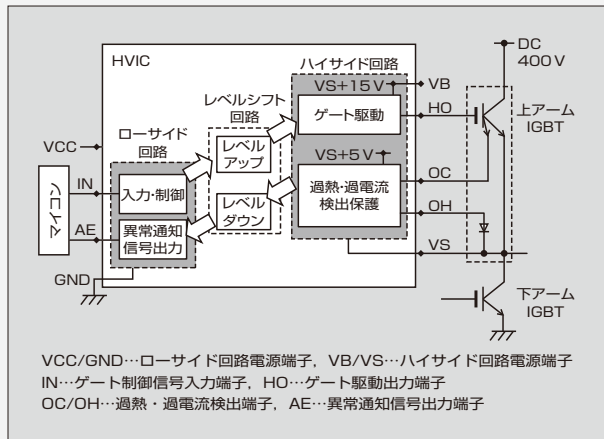 HVIC
ハイサイド回路
VS+15V
ゲート駆動
VS+5V
過熱・過電流
検出保護
レベルシフト
回路
レベル
アップ
レベル
ダウン
ローサイド
回路
入力・制御
異常通知
信号出力
マイコン
VCC
IN
AE
GND
VB
HO
OC
OH
VS
DC
400V
上アーム
IGBT
下アーム
IGBT
VCC/GND…ローサイド回路電源端子，VB/VS…ハイサイド回路電源端子
IN…ゲート制御信号入力端子，HO…ゲート駆動出力端子
OC/OH…過熱・過電流検出端子，AE…異常通知信号出力端子